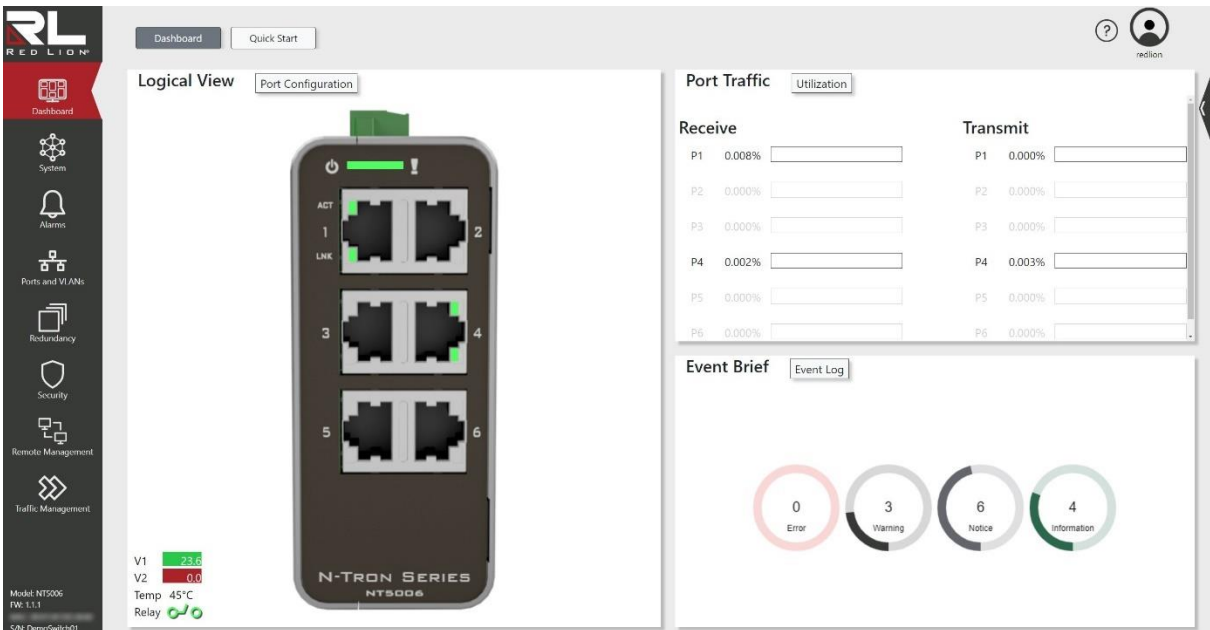 RL
RED LION®
Dashboard
System
Alarms
Ports and VLANs
Redundancy
Security
Remote Management
Traffic Management
Model: NT5006
FW: 1.1.1
S/N: DemoSwitch01
Dashboard Quick Start
? redlion
Logical View Port Configuration
ACT
1 2
LNK
3 4
5 6
N-TRON SERIES
NT5006
V1 23.6
V2 0.0
Temp 45°C
Relay
Port Traffic Utilization
Receive Transmit
P1 0.008% P1 0.000%
P2 0.000% P2 0.000%
P3 0.000% P3 0.000%
P4 0.002% P4 0.003%
P5 0.000% P5 0.000%
P6 0.000% P6 0.000%
Event Brief Event Log
0 3 6 4
Error Warning Notice Information